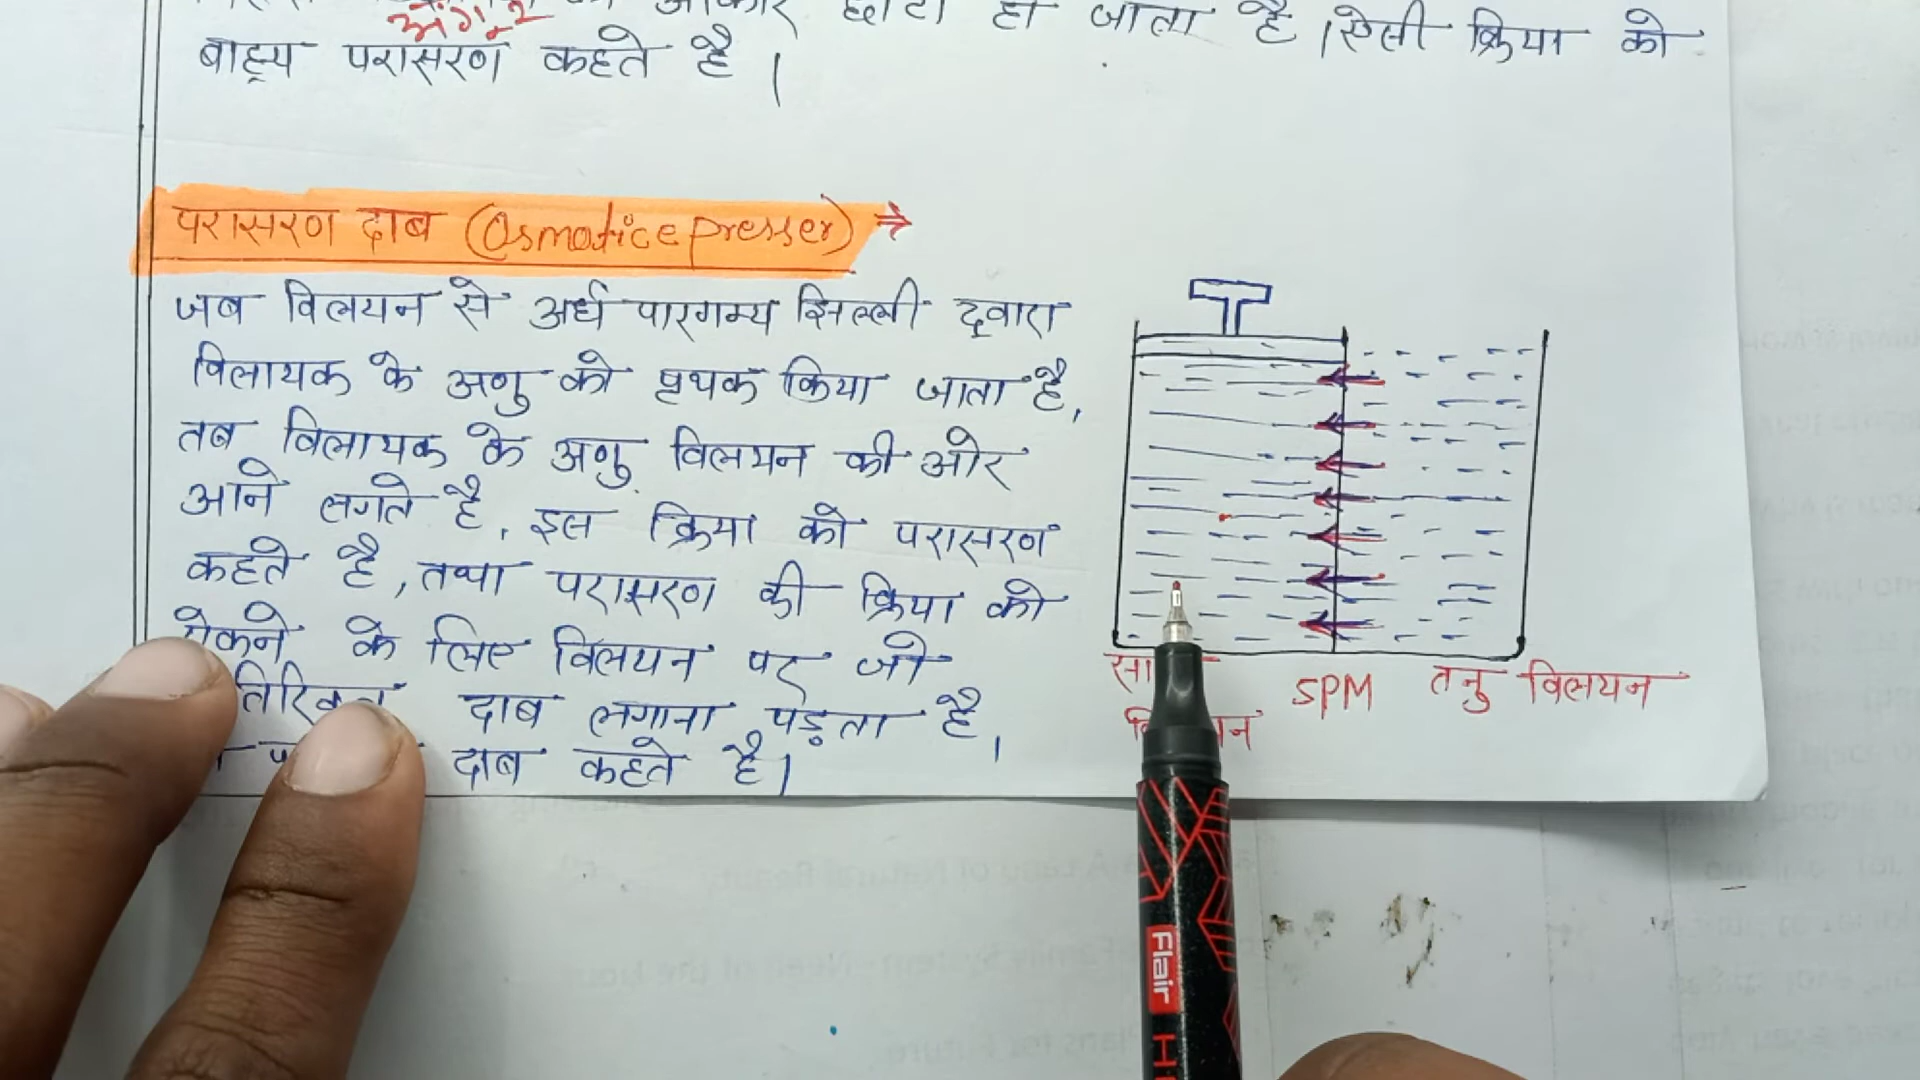 आकार छोटा हो जाता है। ऐसी क्रिया को
अंगूर
बाह्य परासरण कहते है।
परासरण दाब (Osmotice presser) ⇒
जब विलयन से अर्ध पारगम्य झिल्ली द्वारा
विलायक के अणु को पृथक किया जाता है,
तब विलायक के अणु विलयन की ओर
आने लगते है, इस क्रिया को परासरण
कहते है, तथा परासरण की क्रिया को
रोकने के लिए विलयन पर जो
दाब लगाना पड़ता है,
दाब कहते है।
SPM
तनु विलयन
Flair